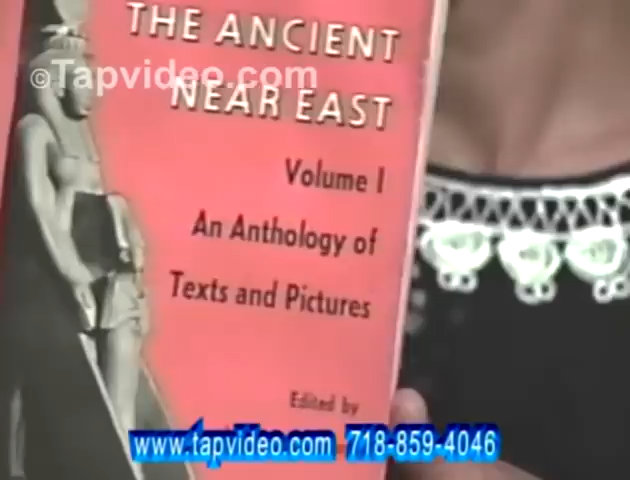 THE ANCIENT
©Tapvideo.com
NEAR EAST
Volume I
An Anthology of
Texts and Pictures
Edited by
www.tapvideo.com 718-859-4046